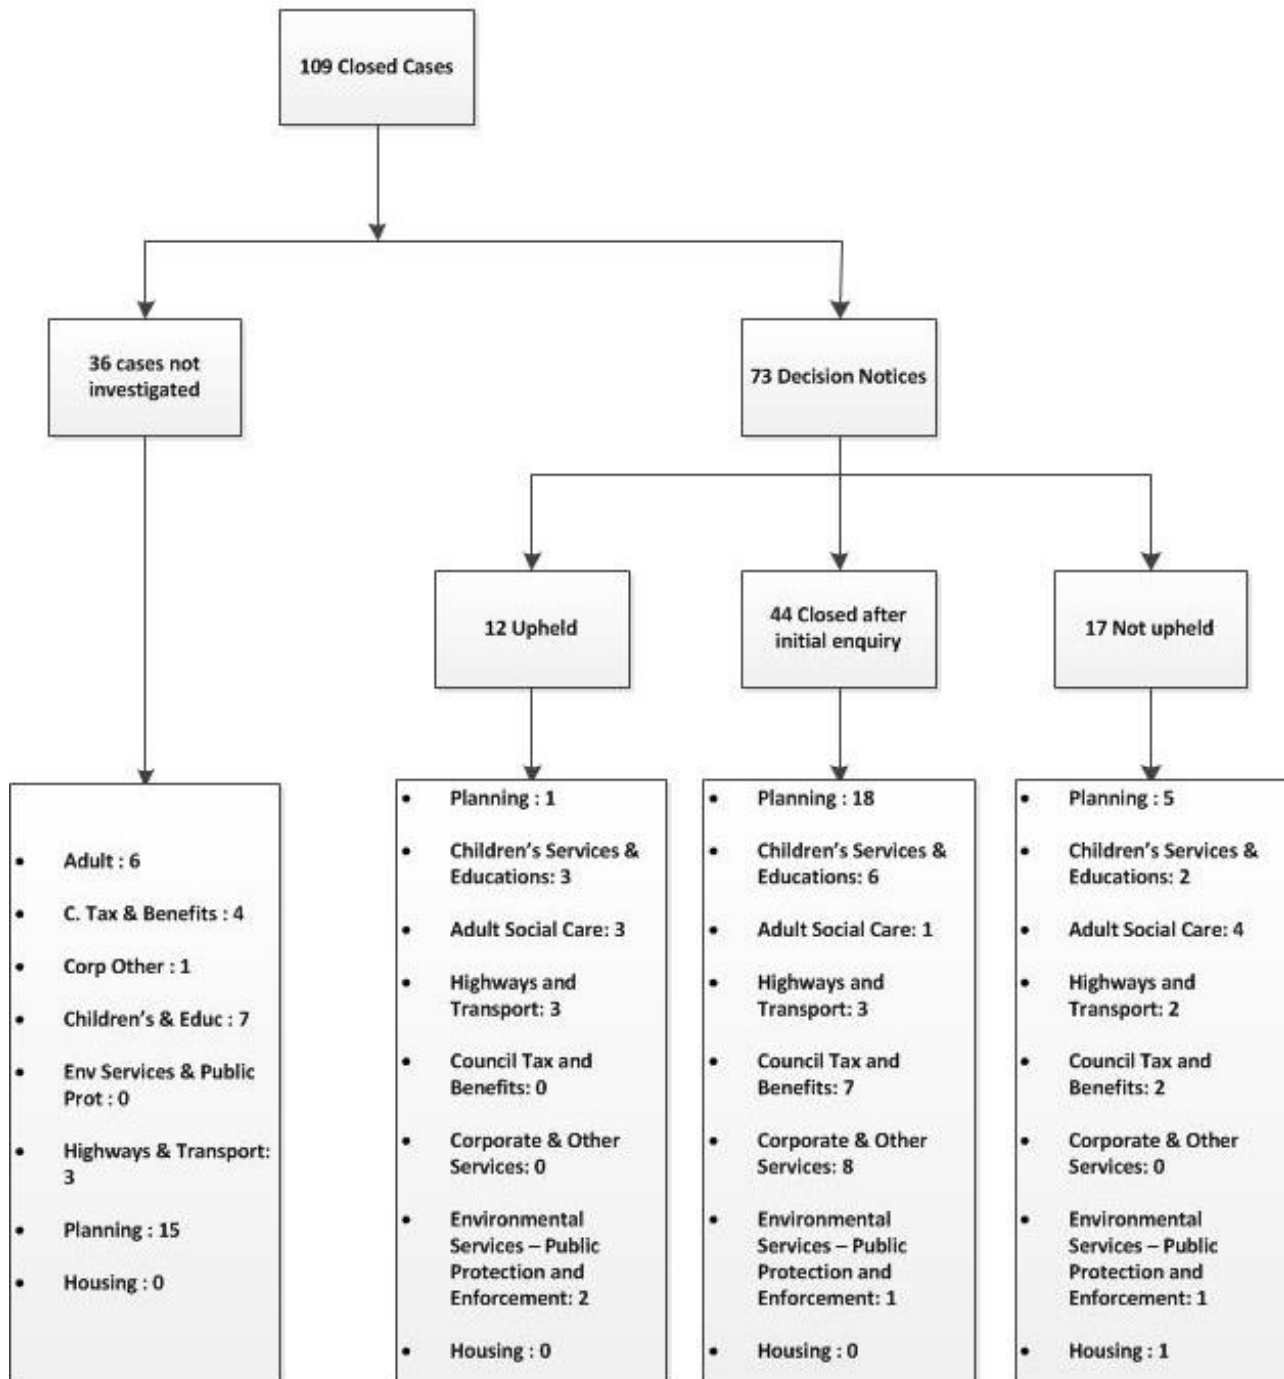 109 Closed Cases
36 cases not
investigated
73 Decision Notices
12 Upheld
44 Closed after
initial enquiry
17 Not upheld
• Adult : 6
• C. Tax & Benefits : 4
• Corp Other : 1
• Children's & Educ : 7
• Env Services & Public
Prot : 0
• Highways & Transport:
3
• Planning : 15
• Housing : 0
• Planning : 1
• Children's Services &
Educations: 3
• Adult Social Care: 3
• Highways and
Transport: 3
• Council Tax and
Benefits: 0
• Corporate & Other
Services: 0
• Environmental
Services – Public
Protection and
Enforcement: 2
• Housing : 0
• Planning : 18
• Children's Services &
Educations: 6
• Adult Social Care: 1
• Highways and
Transport: 3
• Council Tax and
Benefits: 7
• Corporate & Other
Services: 8
• Environmental
Services – Public
Protection and
Enforcement: 1
• Housing : 0
• Planning : 5
• Children's Services &
Educations: 2
• Adult Social Care: 4
• Highways and
Transport: 2
• Council Tax and
Benefits: 2
• Corporate & Other
Services: 0
• Environmental
Services – Public
Protection and
Enforcement: 1
• Housing : 1